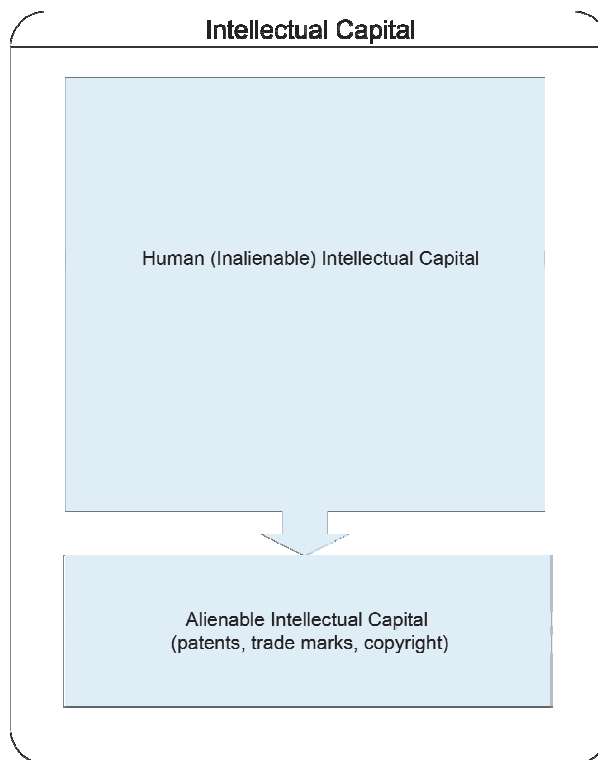 Intellectual Capital
Human (Inalienable) Intellectual Capital
Alienable Intellectual Capital
(patents, trade marks, copyright)